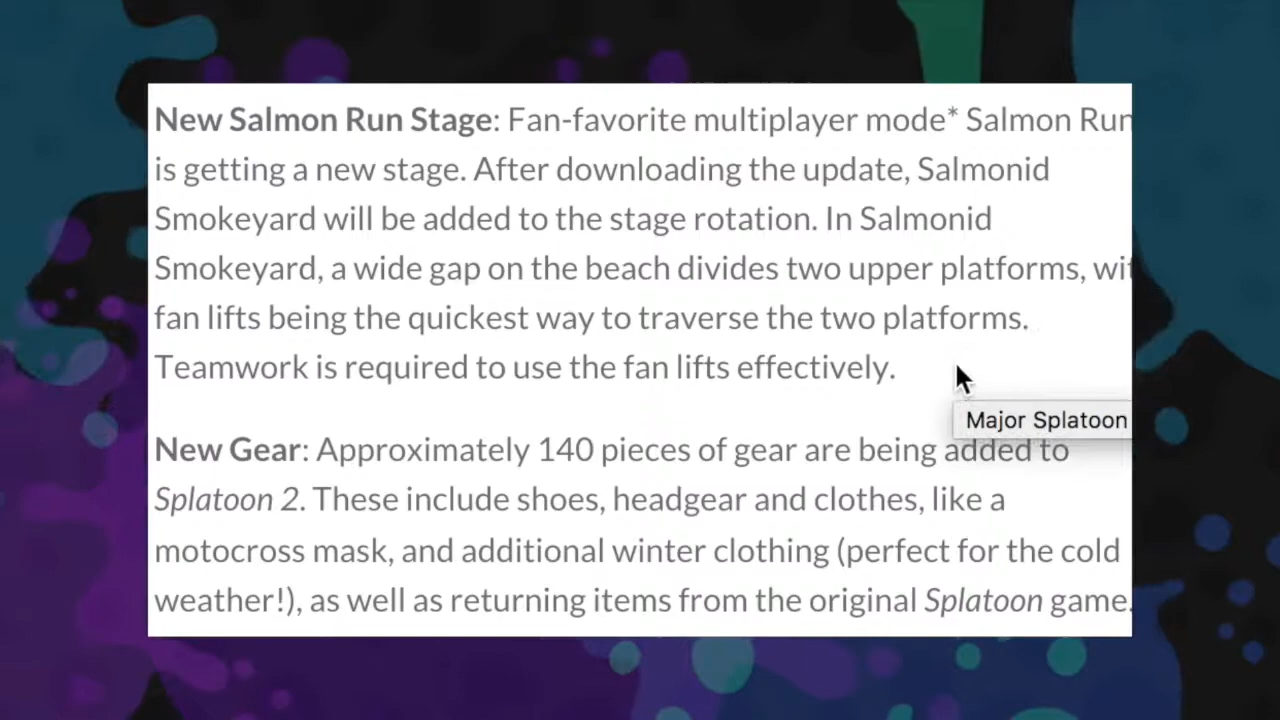 New Salmon Run Stage: Fan-favorite multiplayer mode* Salmon Run
is getting a new stage. After downloading the update, Salmonid
Smokeyard will be added to the stage rotation. In Salmonid
Smokeyard, a wide gap on the beach divides two upper platforms, wit
fan lifts being the quickest way to traverse the two platforms.
Teamwork is required to use the fan lifts effectively.
Major Splatoon
New Gear: Approximately 140 pieces of gear are being added to
Splatoon 2. These include shoes, headgear and clothes, like a
motocross mask, and additional winter clothing (perfect for the cold
weather!), as well as returning items from the original Splatoon game.